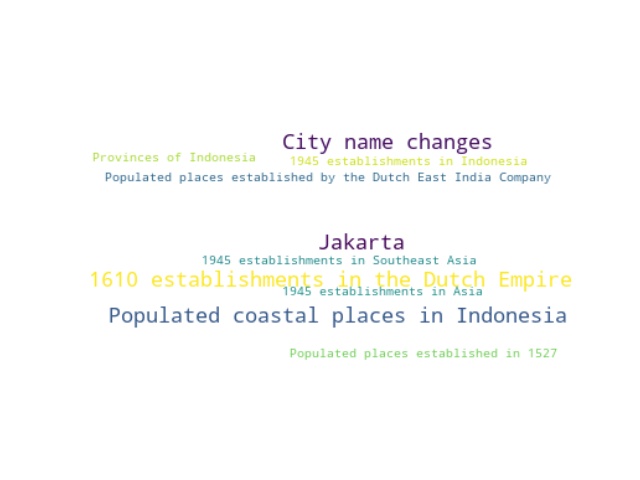 City name changes
Provinces of Indonesia
1945 establishments in Indonesia
Populated places established by the Dutch East India Company
Jakarta
1945 establishments in Southeast Asia
1610 establishments in the Dutch Empire
1945 establishments in Asia
Populated coastal places in Indonesia
Populated places established in 1527